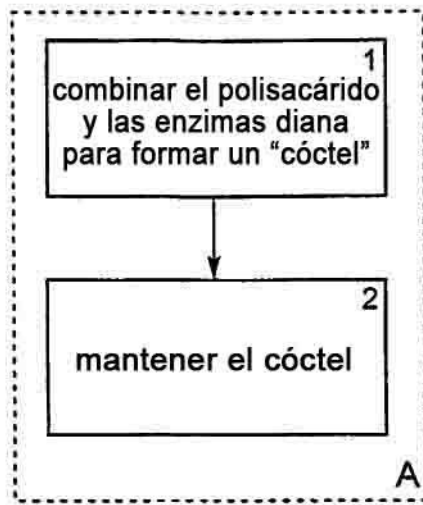 1
combinar el polisacárido
y las enzimas diana
para formar un “cóctel”
2
mantener el cóctel
A